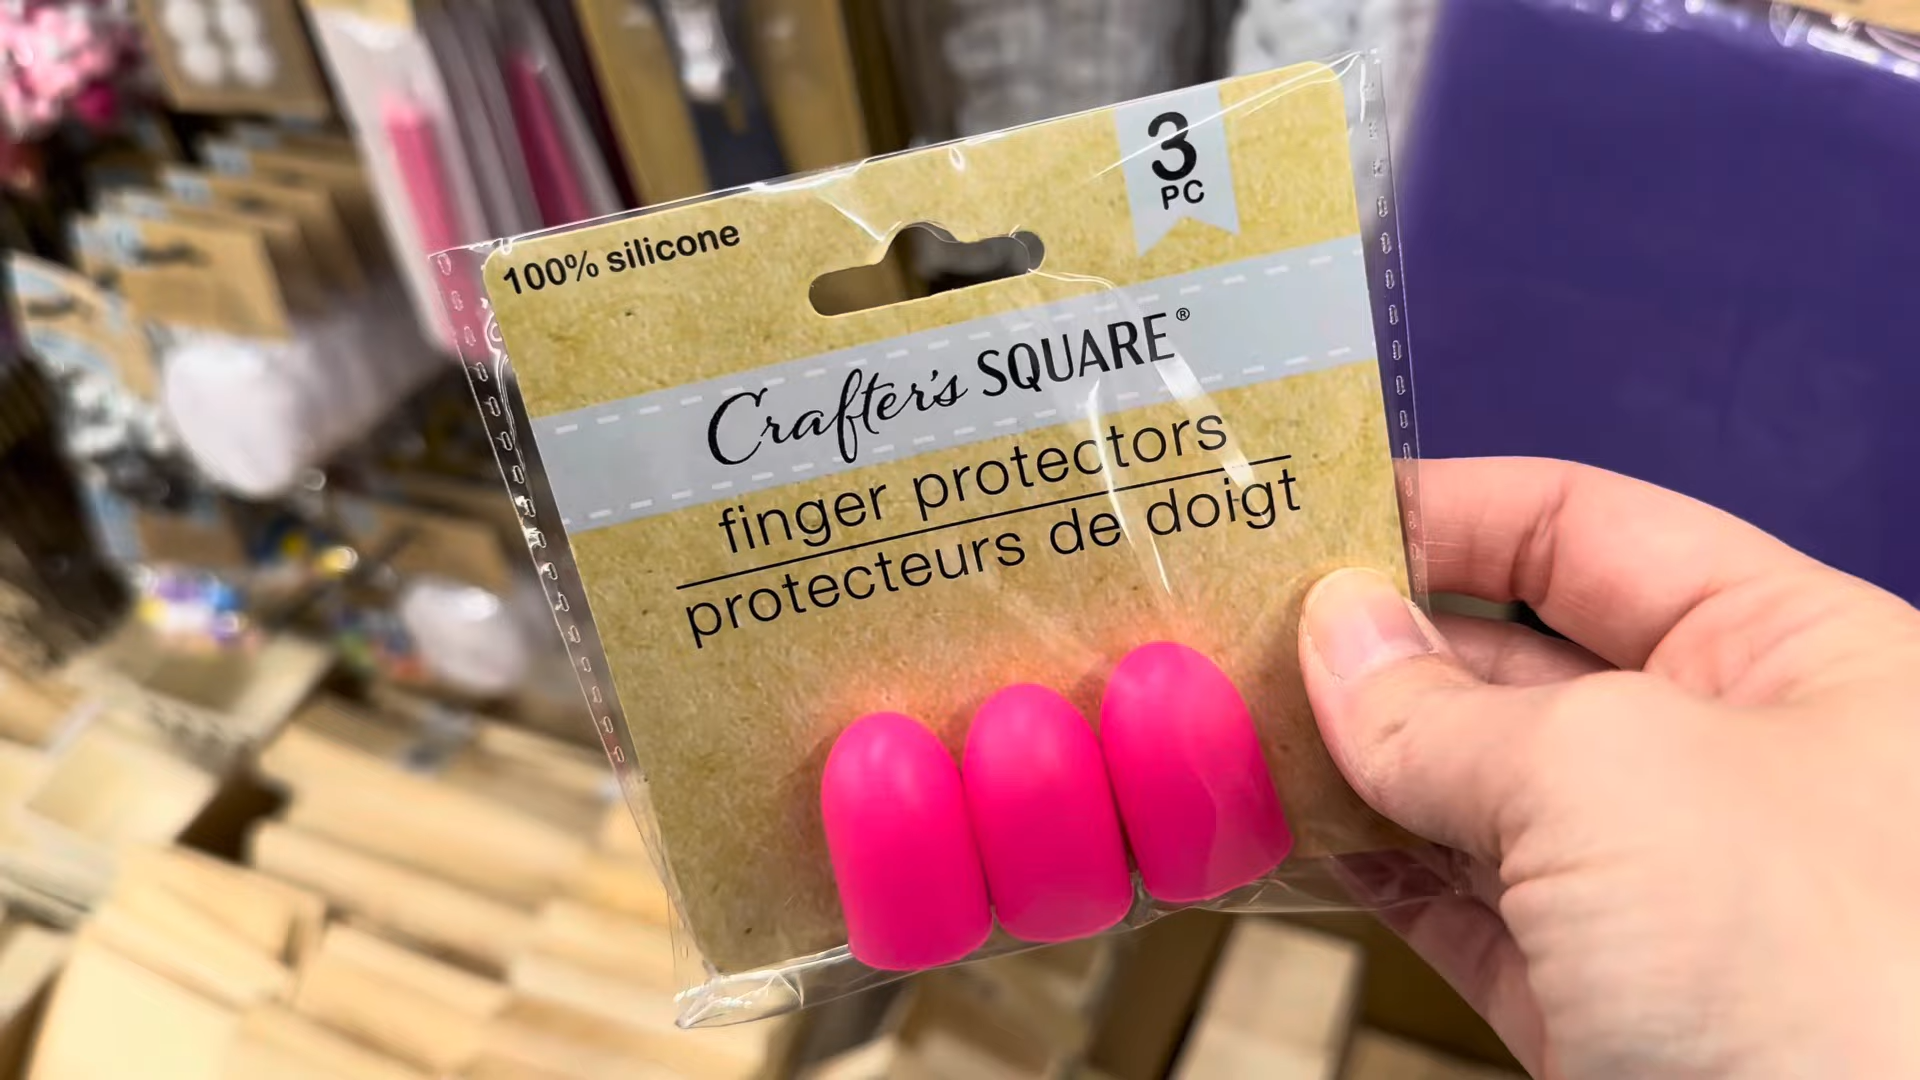 100% silicone
3
PC
Crafter's SQUARE®
finger protectors
protecteurs de doigt